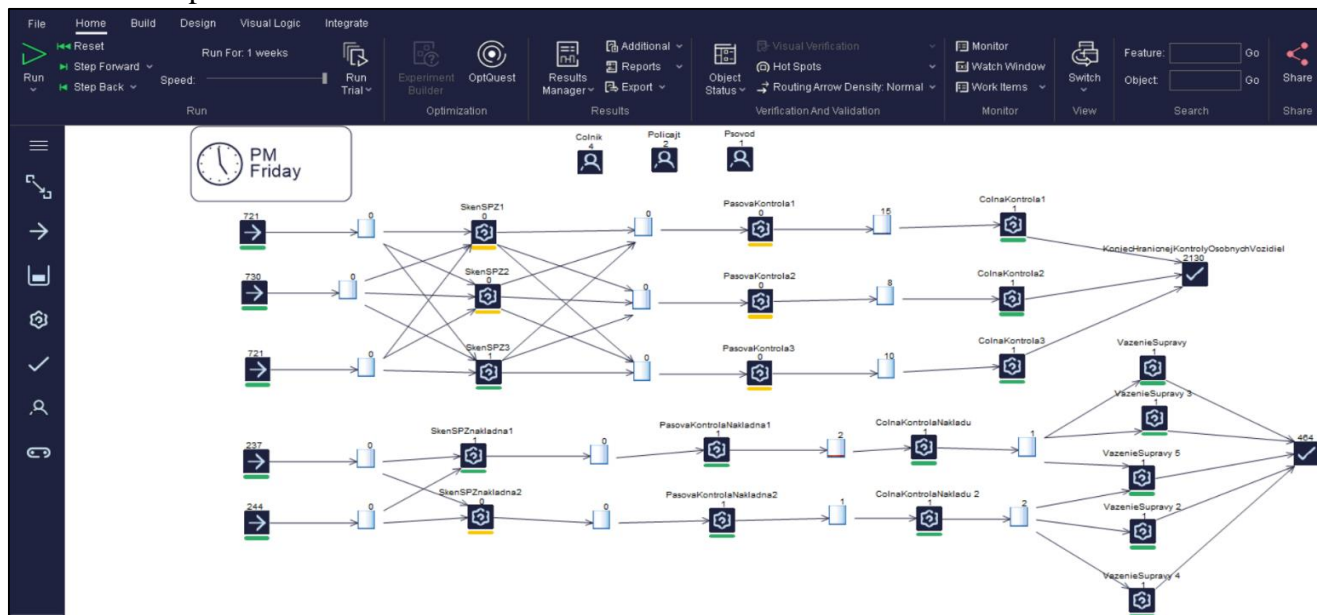 File Home Build Design Visual Logic Integrate
Run
Reset
Step Forward
Step Back
Run For: 1 weeks
Speed:
Run Trial
Run
Experiment Builder
OptQuest
Optimization
Results Manager
Additional
Reports
Export
Results
Object Status
Visual Verification
Hot Spots
Routing Arrow Density: Normal
Verification And Validation
Monitor
Watch Window
Work Items
Monitor
Switch
View
Feature: Go
Object: Go
Search
Share
Share
PM
Friday
Colnik
4
Policajt
2
Psovod
1
721
0
SkenSPZ1
0
0
PasovaKontrola1
0
15
ColnaKontrola1
1
KoniecHranicnejKontrolyOsobnychVozidiel
2130
730
0
SkenSPZ2
0
0
PasovaKontrola2
0
8
ColnaKontrola2
1
721
0
SkenSPZ3
1
0
PasovaKontrola3
0
10
ColnaKontrola3
1
VazenieSupravy
1
VazenieSupravy 3
1
237
0
SkenSPZnakladna1
1
0
PasovaKontrolaNakladna1
1
2
ColnaKontrolaNakladu
1
1
VazenieSupravy 5
1
464
244
0
SkenSPZnakladna2
0
0
PasovaKontrolaNakladna2
1
1
ColnaKontrolaNakladu 2
1
2
VazenieSupravy 2
1
VazenieSupravy 4
1